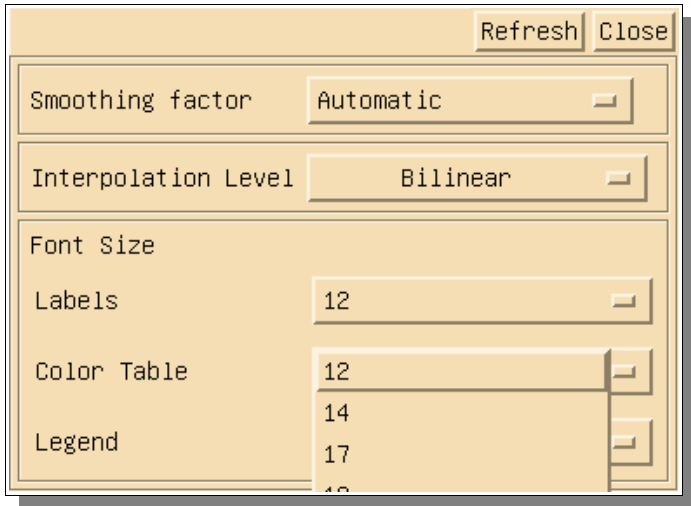 Refresh Close
Smoothing factor Automatic
Interpolation Level Bilinear
Font Size
Labels 12
Color Table 12
14
Legend
17